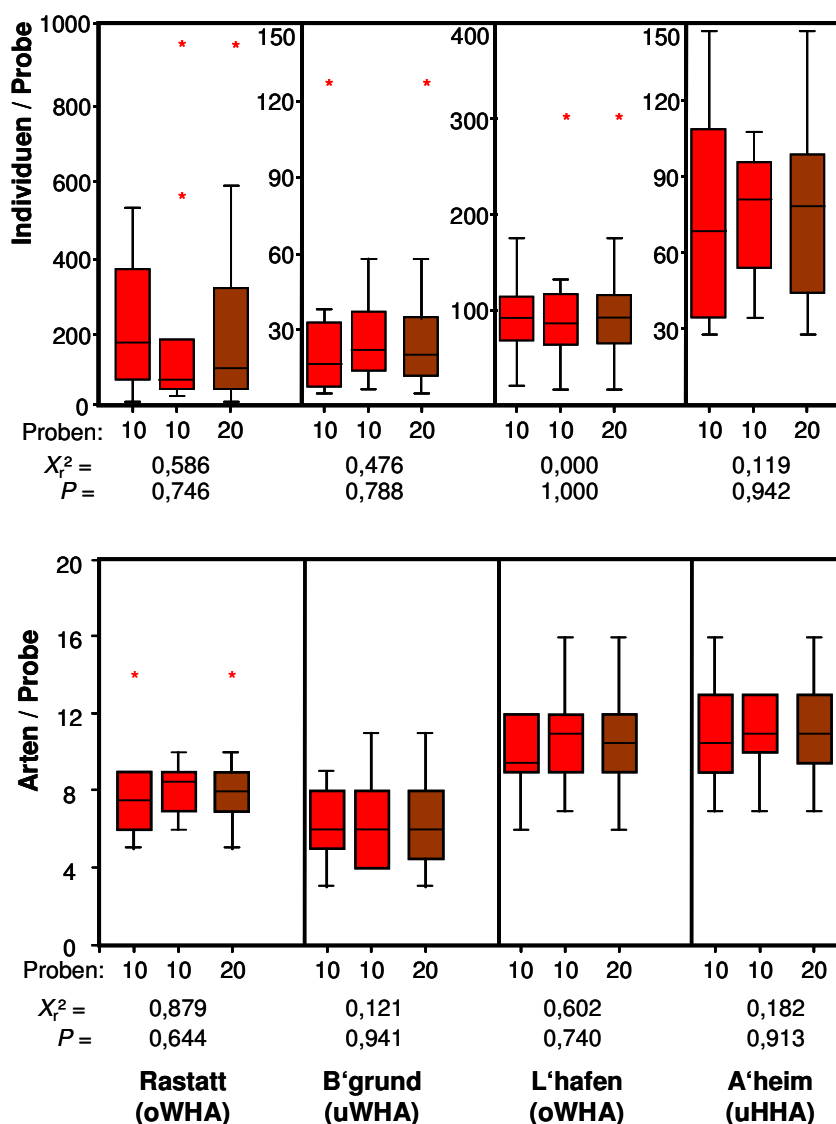 Individuen / Probe
1000
800
600
400
200
0
150
120
90
60
30
400
300
200
100
150
120
90
60
30
* * * * * * * *
Proben: 10 10 20 10 10 20 10 10 20 10 10 20
Xr² = 0,586 0,476 0,000 0,119
P = 0,746 0,788 1,000 0,942
Arten / Probe
20
16
12
8
4
0
* *
Proben: 10 10 20 10 10 20 10 10 20 10 10 20
Xr² = 0,879 0,121 0,602 0,182
P = 0,644 0,941 0,740 0,913
Rastatt B‘grund L‘hafen A‘heim
(oWHA) (uWHA) (oWHA) (uHHA)